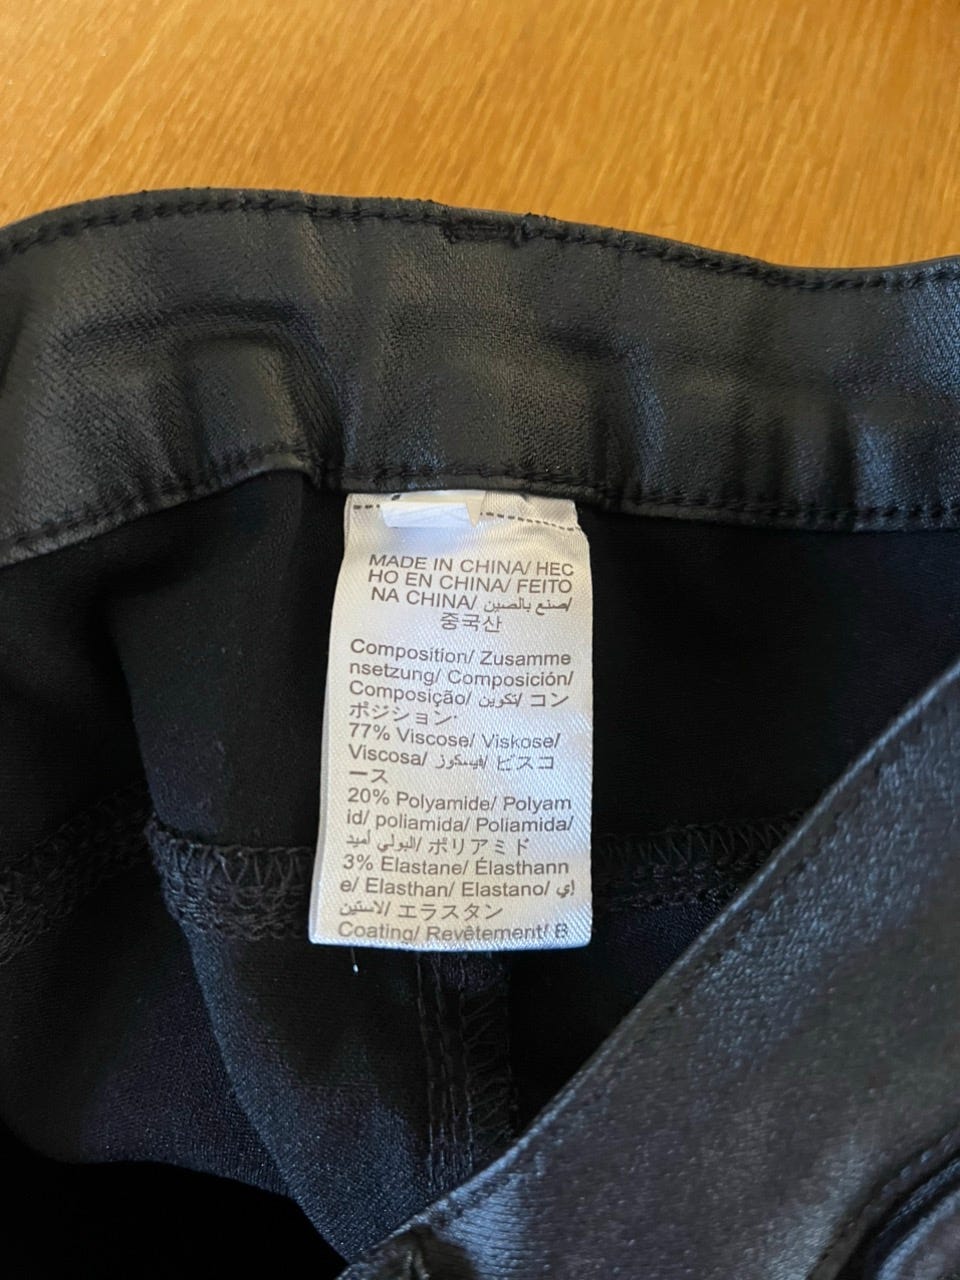 MADE IN CHINA/ HEC
HO EN CHINA/ FEITO
NA CHINA/ صنع بالصين/
중국산
Composition/ Zusamme
nsetzung/ Composición/
Composição/ تكوين/ コン
ポジション:
77% Viscose/ Viskose/
Viscosa/ فيسكوز/ ビスコ
ース
20% Polyamide/ Polyam
id/ poliamida/ Poliamida/
البولي أميد/ ポリアミド
3% Elastane/ Élasthann
e/ Elasthan/ Elastano/ إي
لاستين/ エラスタン
Coating/ Revêtement/ B